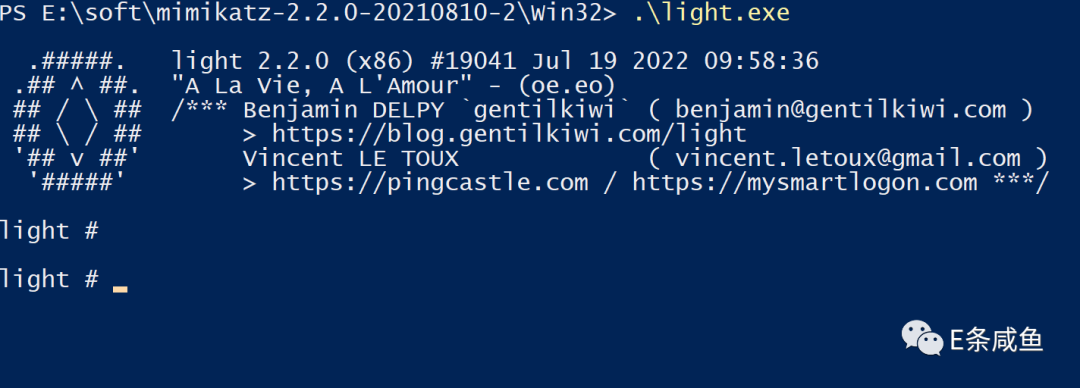 PS E:\soft\mimikatz-2.2.0-20210810-2\Win32> .\light.exe
  .#####.   light 2.2.0 (x86) #19041 Jul 19 2022 09:58:36
 .## ^ ##.  "A La Vie, A L'Amour" - (oe.eo)
 ## / \ ##  /*** Benjamin DELPY `gentilkiwi` ( benjamin@gentilkiwi.com )
 ## \ / ##       > https://blog.gentilkiwi.com/light
 '## v ##'       Vincent LE TOUX             ( vincent.letoux@gmail.com )
  '#####'        > https://pingcastle.com / https://mysmartlogon.com ***/
light #
light # _
E条咸鱼